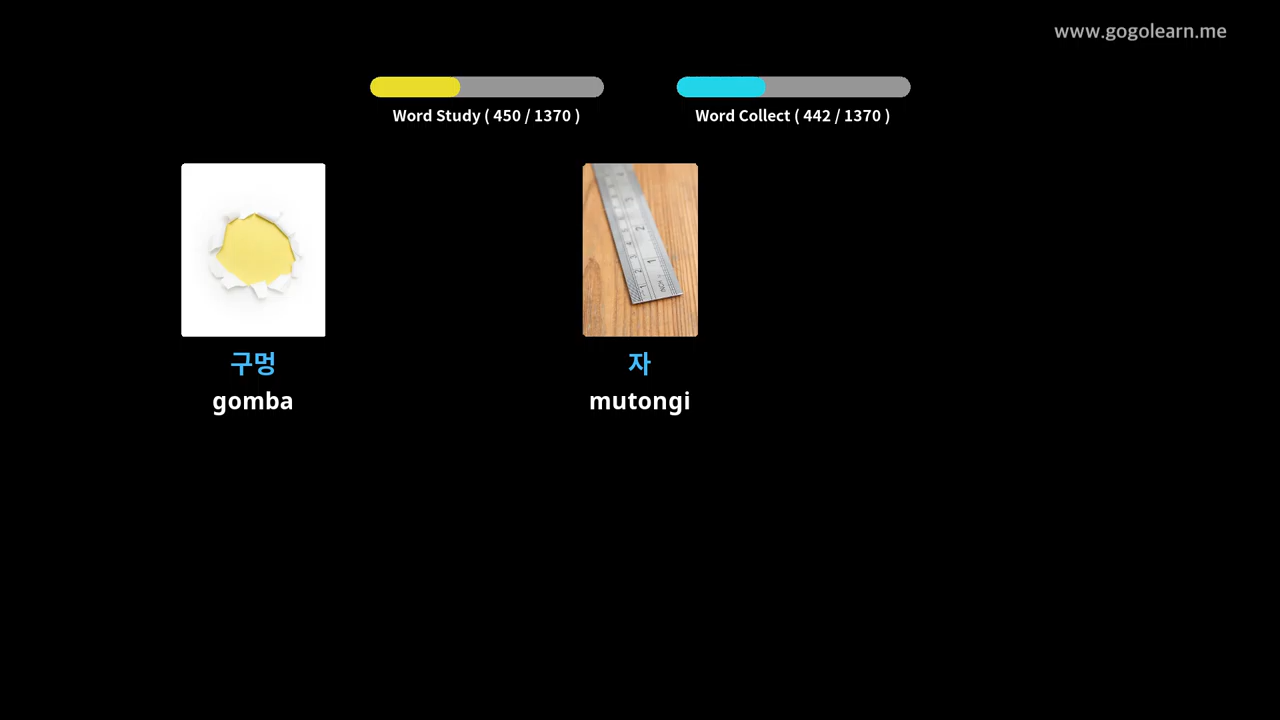 www.gogolearn.me
Word Study ( 450 / 1370 )
Word Collect ( 442 / 1370 )
구멍
gomba
자
mutongi